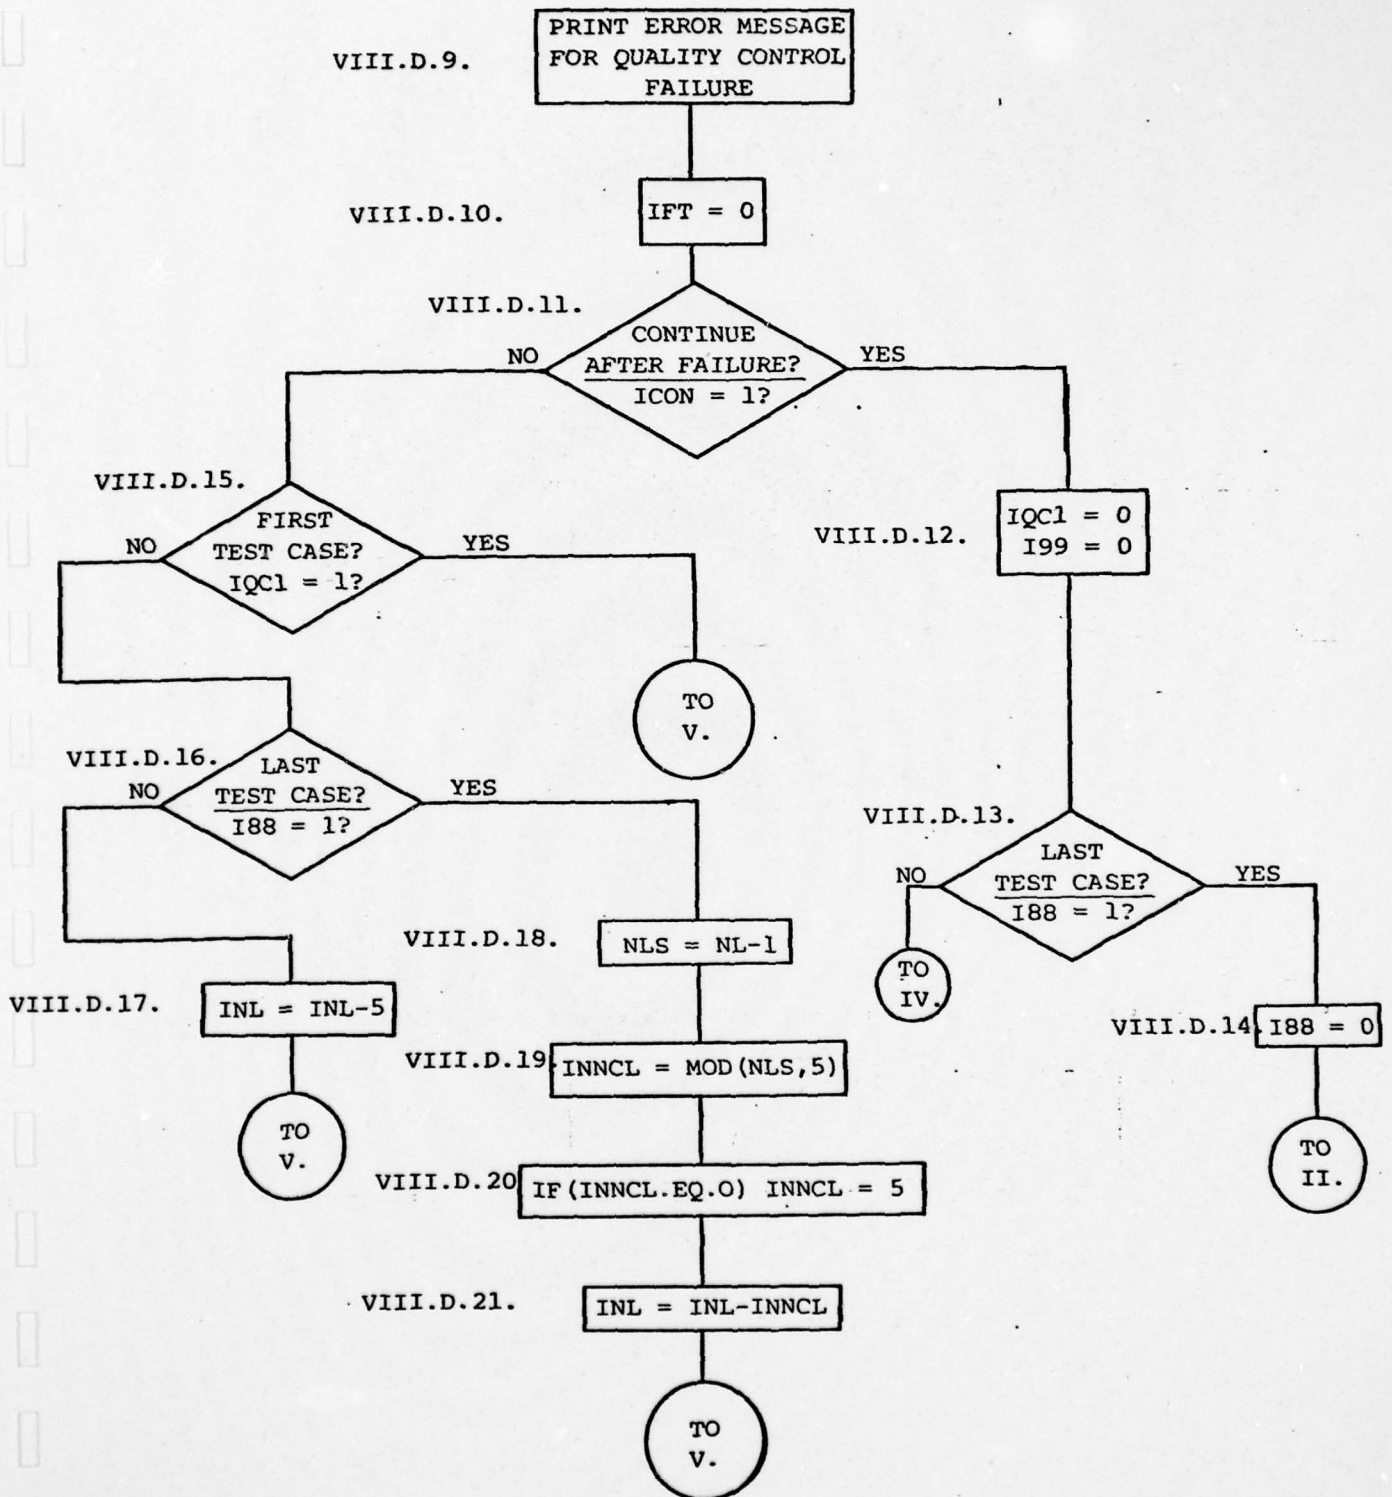 VIII.D.9.
PRINT ERROR MESSAGE
FOR QUALITY CONTROL
FAILURE
VIII.D.10.
IFT = 0
VIII.D.11.
CONTINUE
AFTER FAILURE?
ICON = 1?
NO
YES
VIII.D.15.
FIRST
TEST CASE?
IQC1 = 1?
NO
YES
TO
V.
VIII.D.12.
IQC1 = 0
I99 = 0
VIII.D.16.
LAST
TEST CASE?
I88 = 1?
NO
YES
VIII.D.13.
LAST
TEST CASE?
I88 = 1?
NO
YES
TO
IV.
VIII.D.14.
I88 = 0
TO
II.
VIII.D.17.
INL = INL-5
TO
V.
VIII.D.18.
NLS = NL-1
VIII.D.19.
INNCL = MOD(NLS,5)
VIII.D.20
IF(INNCL.EQ.O) INNCL = 5
VIII.D.21.
INL = INL-INNCL
TO
V.